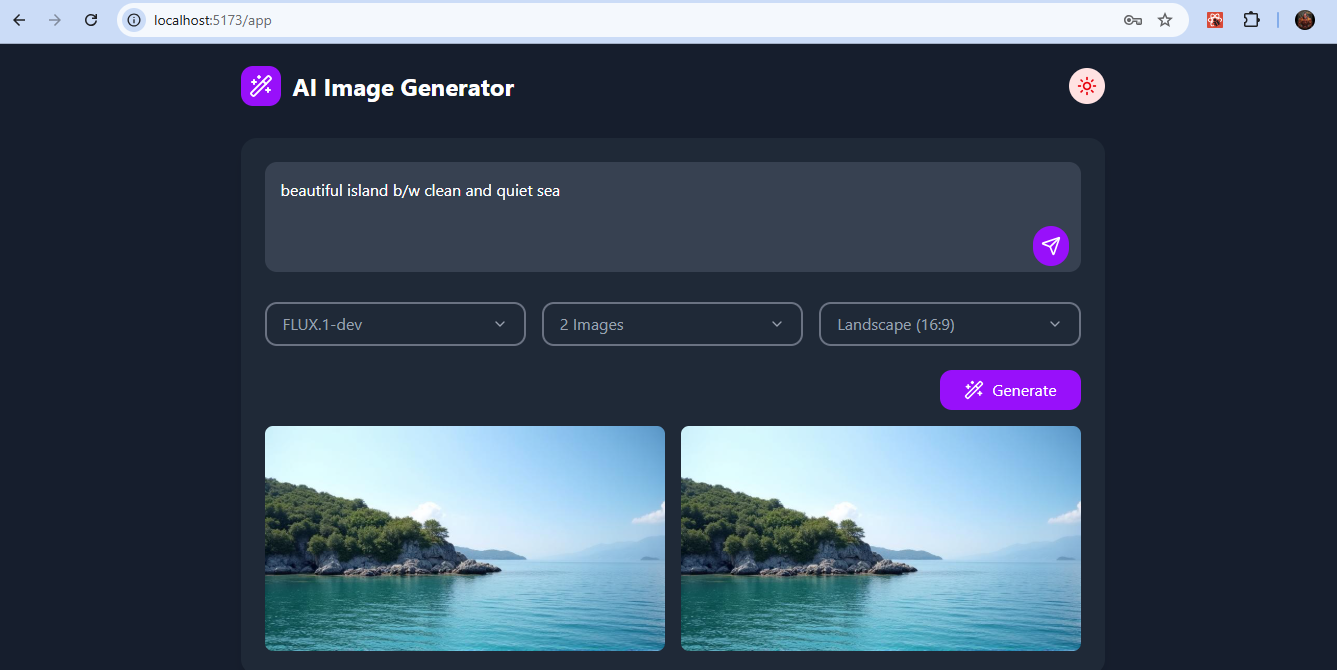 localhost:5173/app
AI Image Generator
beautiful island b/w clean and quiet sea
FLUX.1-dev
2 Images
Landscape (16:9)
Generate